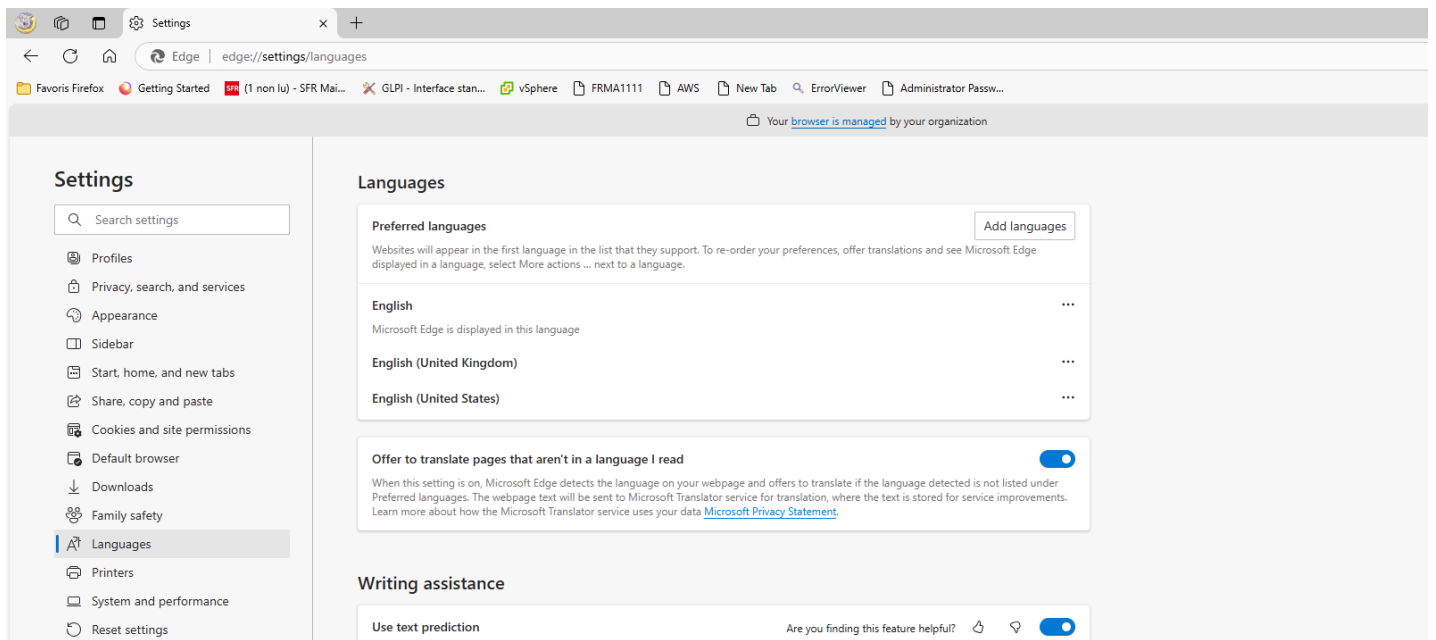 Settings
Edge edge://settings/languages
Favoris Firefox Getting Started SFR (1 non lu) - SFR Mai... GLPI - Interface stan... vSphere FRMA1111 AWS New Tab ErrorViewer Administrator Passw...
Your browser is managed by your organization
Settings
Search settings
Profiles
Privacy, search, and services
Appearance
Sidebar
Start, home, and new tabs
Share, copy and paste
Cookies and site permissions
Default browser
Downloads
Family safety
Languages
Printers
System and performance
Reset settings
Languages
Preferred languages Add languages
Websites will appear in the first language in the list that they support. To re-order your preferences, offer translations and see Microsoft Edge
displayed in a language, select More actions ... next to a language.
English
Microsoft Edge is displayed in this language
English (United Kingdom)
English (United States)
Offer to translate pages that aren't in a language I read
When this setting is on, Microsoft Edge detects the language on your webpage and offers to translate if the language detected is not listed under
Preferred languages. The webpage text will be sent to Microsoft Translator service for translation, where the text is stored for service improvements.
Learn more about how the Microsoft Translator service uses your data Microsoft Privacy Statement.
Writing assistance
Use text prediction Are you finding this feature helpful?